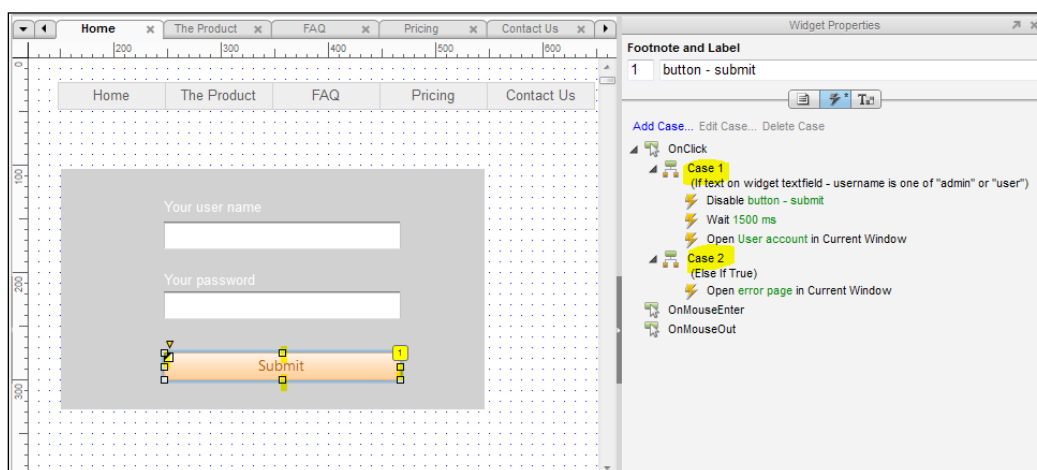 Home The Product FAQ Pricing Contact Us
200 300 400 500 600
0
Home The Product FAQ Pricing Contact Us
100
Your user name
200
Your password
1
Submit
300
Widget Properties
Footnote and Label
1 button - submit
Add Case... Edit Case... Delete Case
OnClick
Case 1
(If text on widget textfield - username is one of "admin" or "user")
Disable button - submit
Wait 1500 ms
Open User account in Current Window
Case 2
(Else If True)
Open error page in Current Window
OnMouseEnter
OnMouseOut